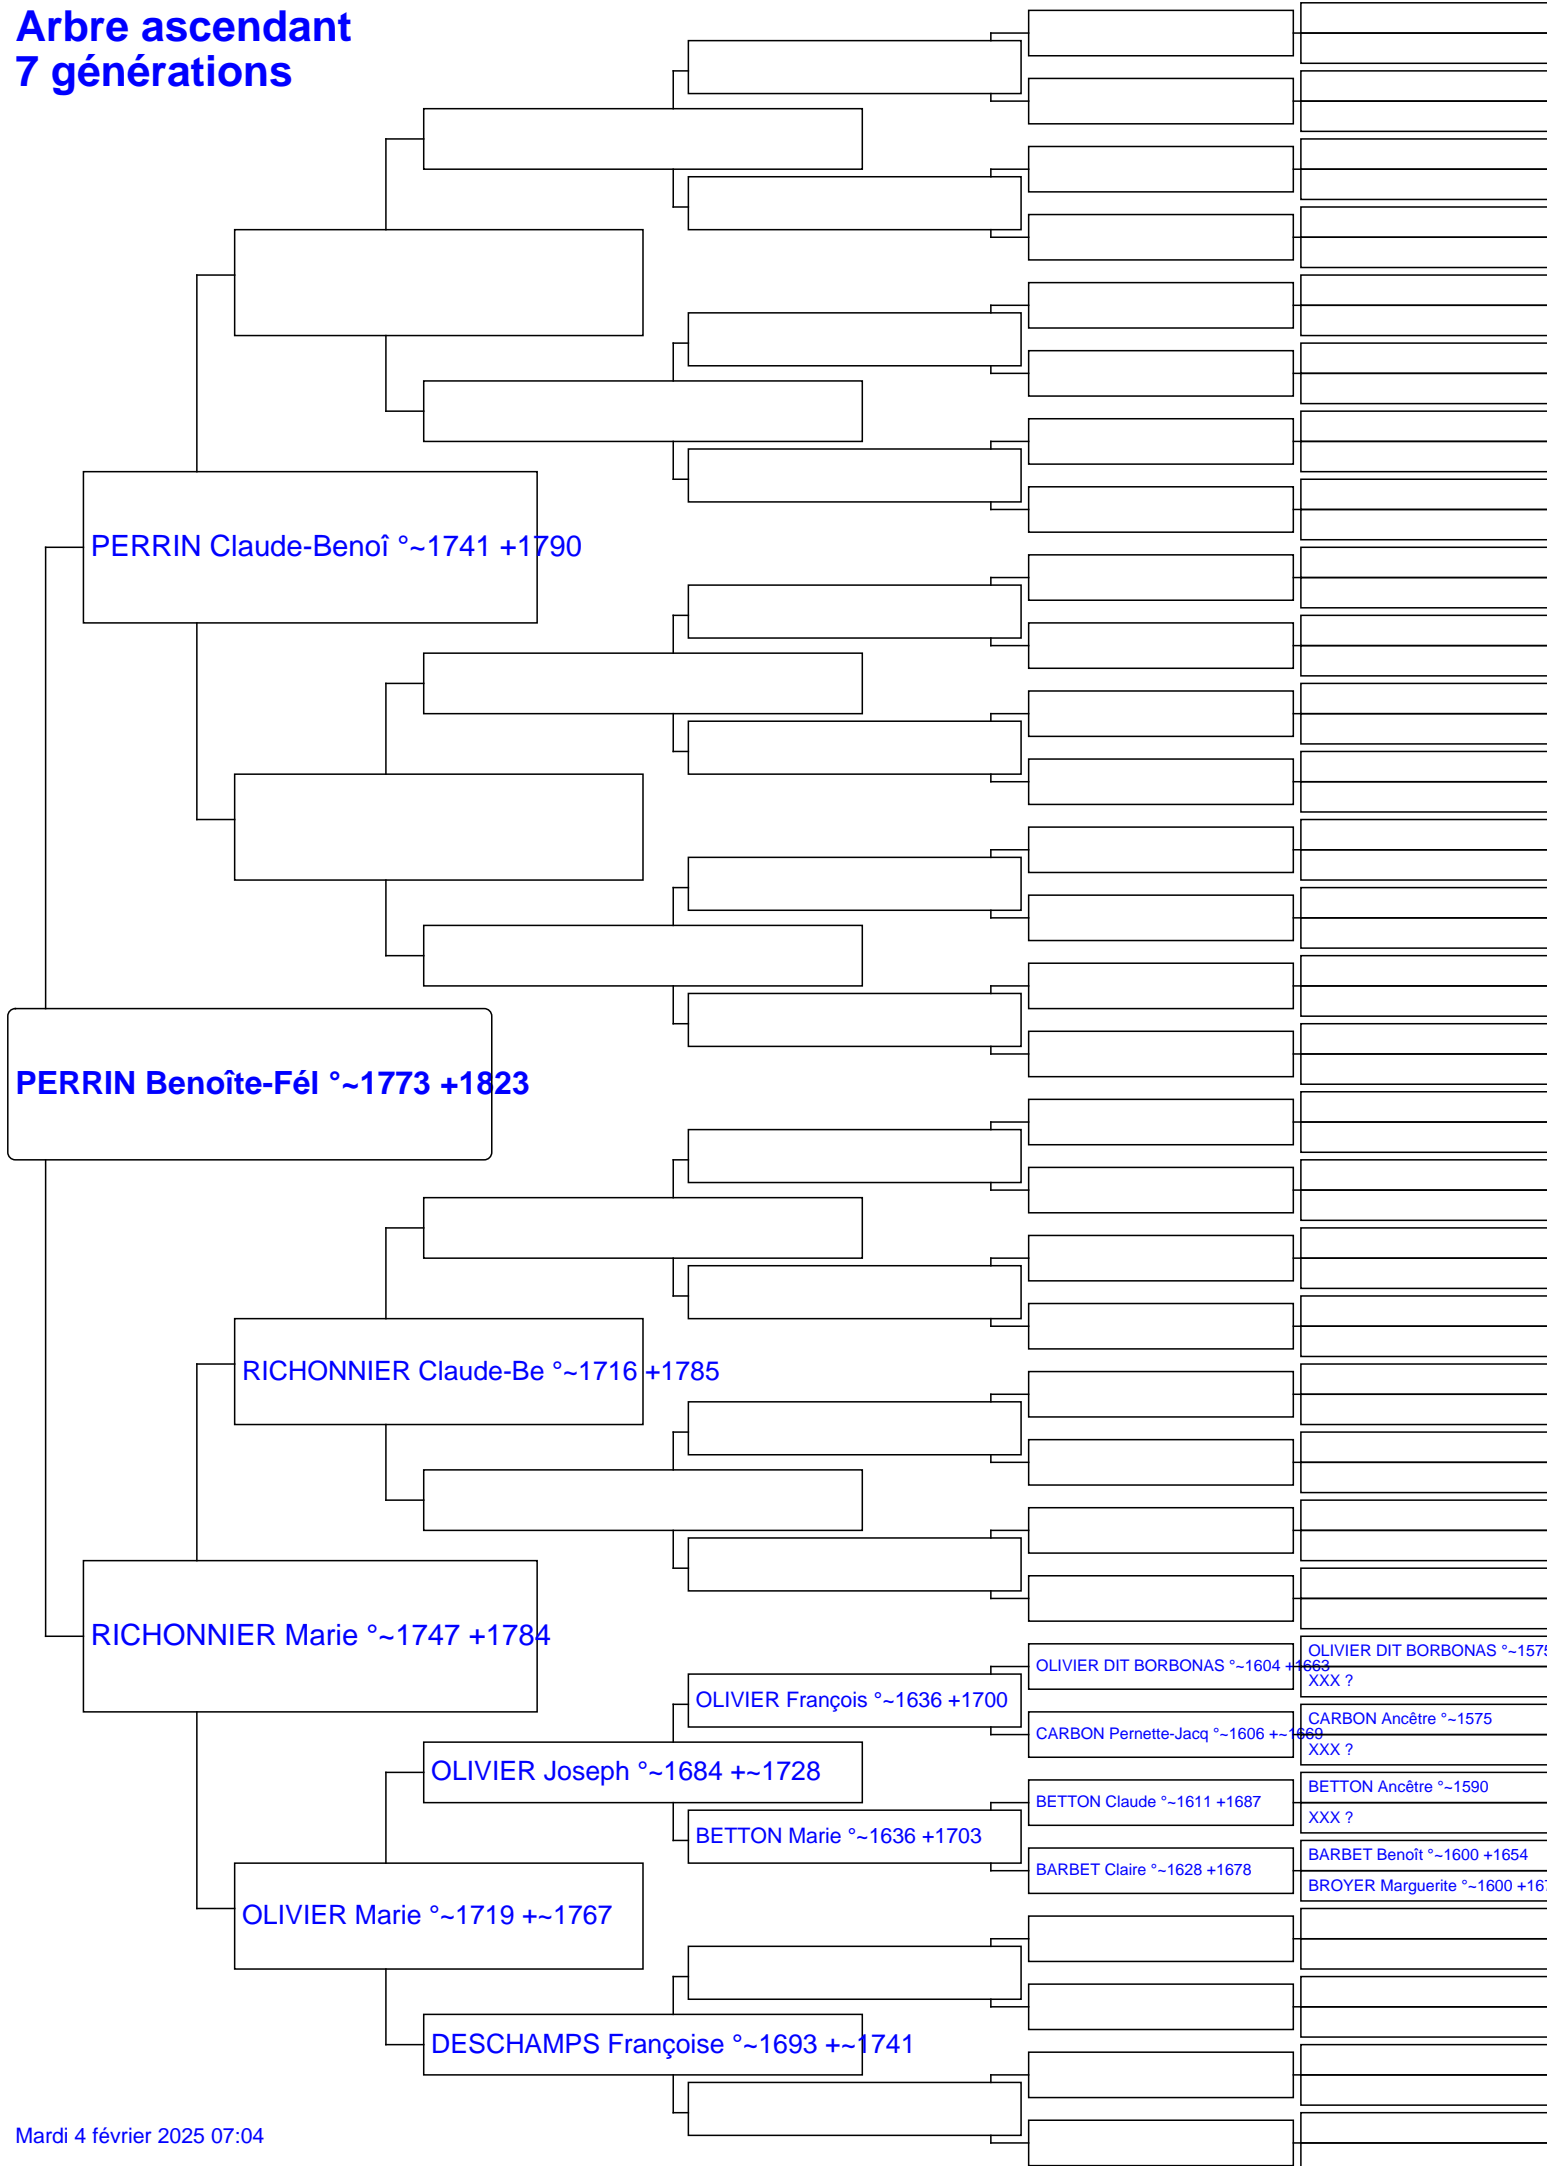 Arbre ascendant
7 générations
PERRIN Claude-Benoî °~1741 +1790
PERRIN Benoîte-Fél °~1773 +1823
RICHONNIER Claude-Be °~1716 +1785
RICHONNIER Marie °~1747 +1784
OLIVIER DIT BORBONAS °~1575
OLIVIER DIT BORBONAS °~1604 +1663
XXX ?
OLIVIER François °~1636 +1700
CARBON Ancêtre °~1575
CARBON Pernette-Jacq °~1606 +~1669
XXX ?
OLIVIER Joseph °~1684 +~1728
BETTON Ancêtre °~1590
BETTON Claude °~1611 +1687
XXX ?
BETTON Marie °~1636 +1703
BARBET Benoît °~1600 +1654
BARBET Claire °~1628 +1678
BROYER Marguerite °~1600 +167
OLIVIER Marie °~1719 +~1767
DESCHAMPS Françoise °~1693 +~1741
Mardi 4 février 2025 07:04